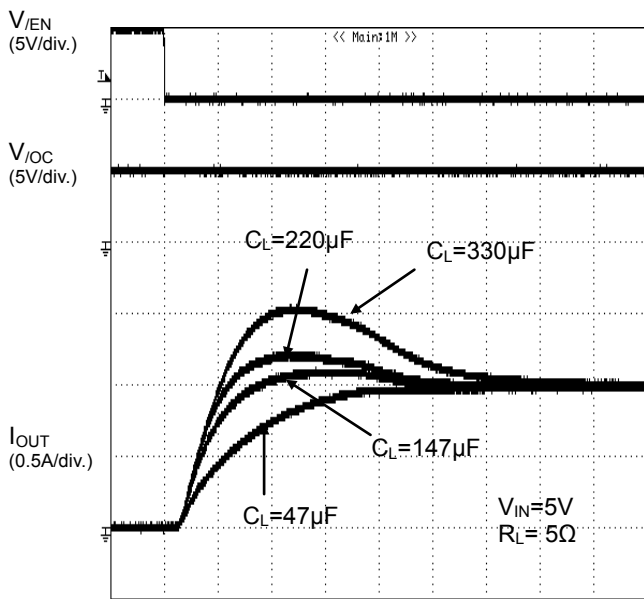 V/EN
(5V/div.)
<< Main:1M >>
T
V/OC
(5V/div.)
CL=220µF
CL=330µF
IOUT
(0.5A/div.)
CL=147µF
CL=47µF
VIN=5V
RL= 5Ω